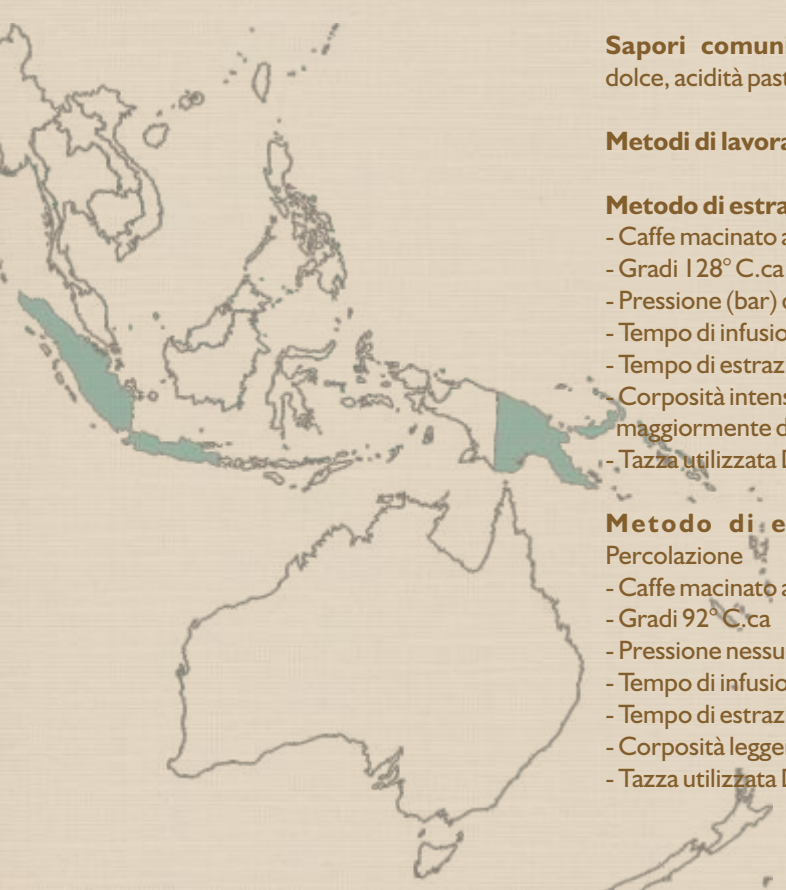 Sapori comuni
dolce, acidità past
Metodi di lavora
Metodo di estra
- Caffe macinato a
- Gradi 128° C.ca
- Pressione (bar) 
- Tempo di infusio
- Tempo di estraz
- Corposità intens
maggiormente d
- Tazza utilizzata D
Metodo di e
Percolazione
- Caffe macinato a
- Gradi 92° C.ca
- Pressione nessu
- Tempo di infusio
- Tempo di estraz
- Corposità legger
- Tazza utilizzata D